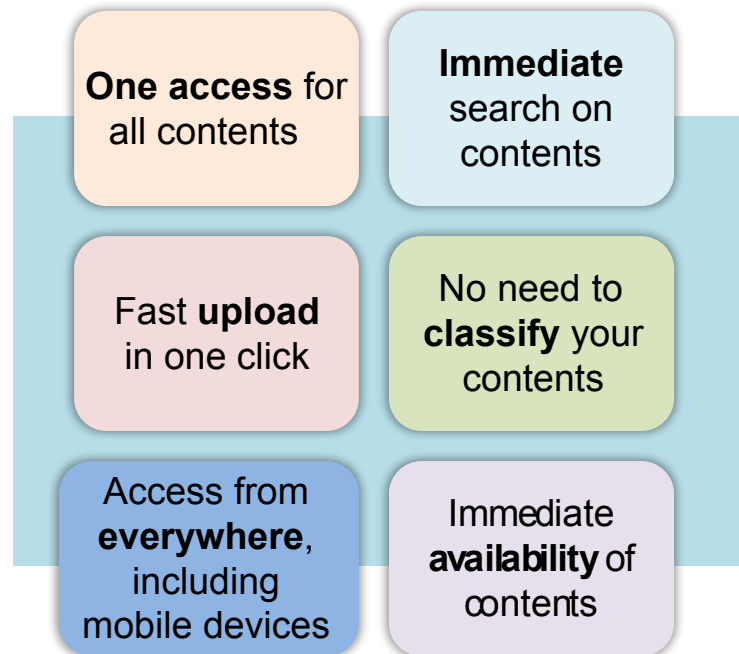 One access for
all contents
Immediate
search on
contents
Fast upload
in one click
No need to
classify your
contents
Access from
everywhere,
including
mobile devices
Immediate
availability of
contents